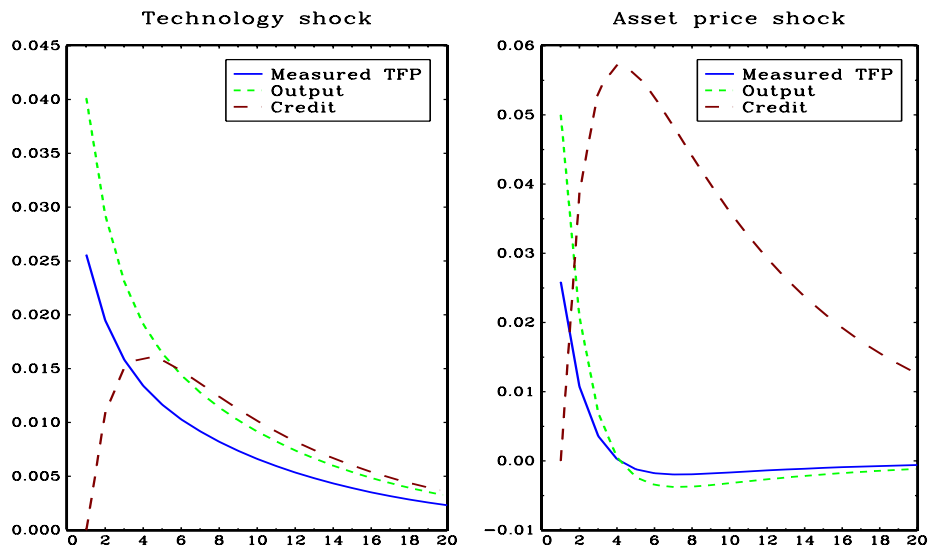 Technology shock
0.045
0.040
0.035
0.030
0.025
0.020
0.015
0.010
0.005
0.000
Measured TFP
Output
Credit
0 2 4 6 8 10 12 14 16 18 20
Asset price shock
0.06
0.05
0.04
0.03
0.02
0.01
0.00
−0.01
Measured TFP
Output
Credit
0 2 4 6 8 10 12 14 16 18 20